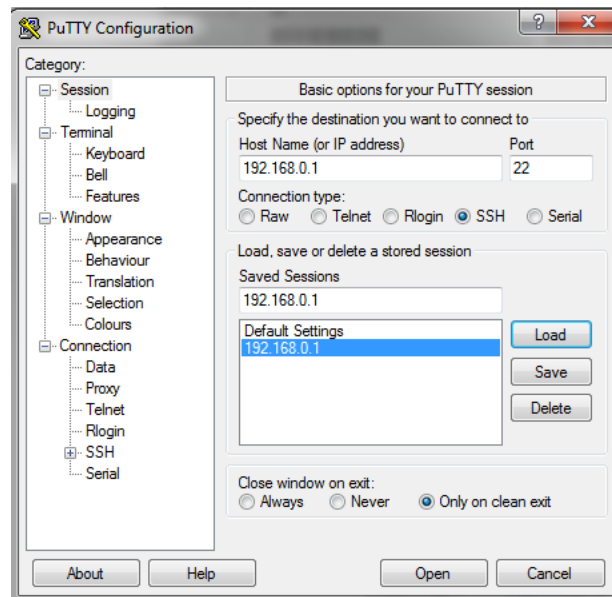 PuTTY Configuration
?
X
Category:
Session
Logging
Terminal
Keyboard
Bell
Features
Window
Appearance
Behaviour
Translation
Selection
Colours
Connection
Data
Proxy
Telnet
Rlogin
SSH
Serial
Basic options for your PuTTY session
Specify the destination you want to connect to
Host Name (or IP address) Port
192.168.0.1 22
Connection type:
Raw Telnet Rlogin SSH Serial
Load, save or delete a stored session
Saved Sessions
192.168.0.1
Default Settings
192.168.0.1
Load
Save
Delete
Close window on exit:
Always Never Only on clean exit
About Help Open Cancel